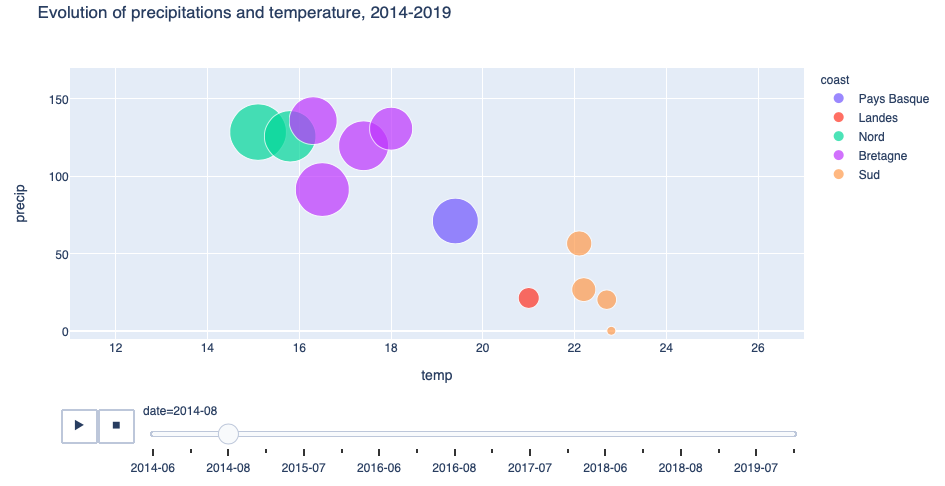 Evolution of precipitations and temperature, 2014-2019
coast
Pays Basque
Landes
Nord
Bretagne
Sud
150
100
50
0
precip
12 14 16 18 20 22 24 26
temp
date=2014-08
2014-06 2014-08 2015-07 2016-06 2016-08 2017-07 2018-06 2018-08 2019-07